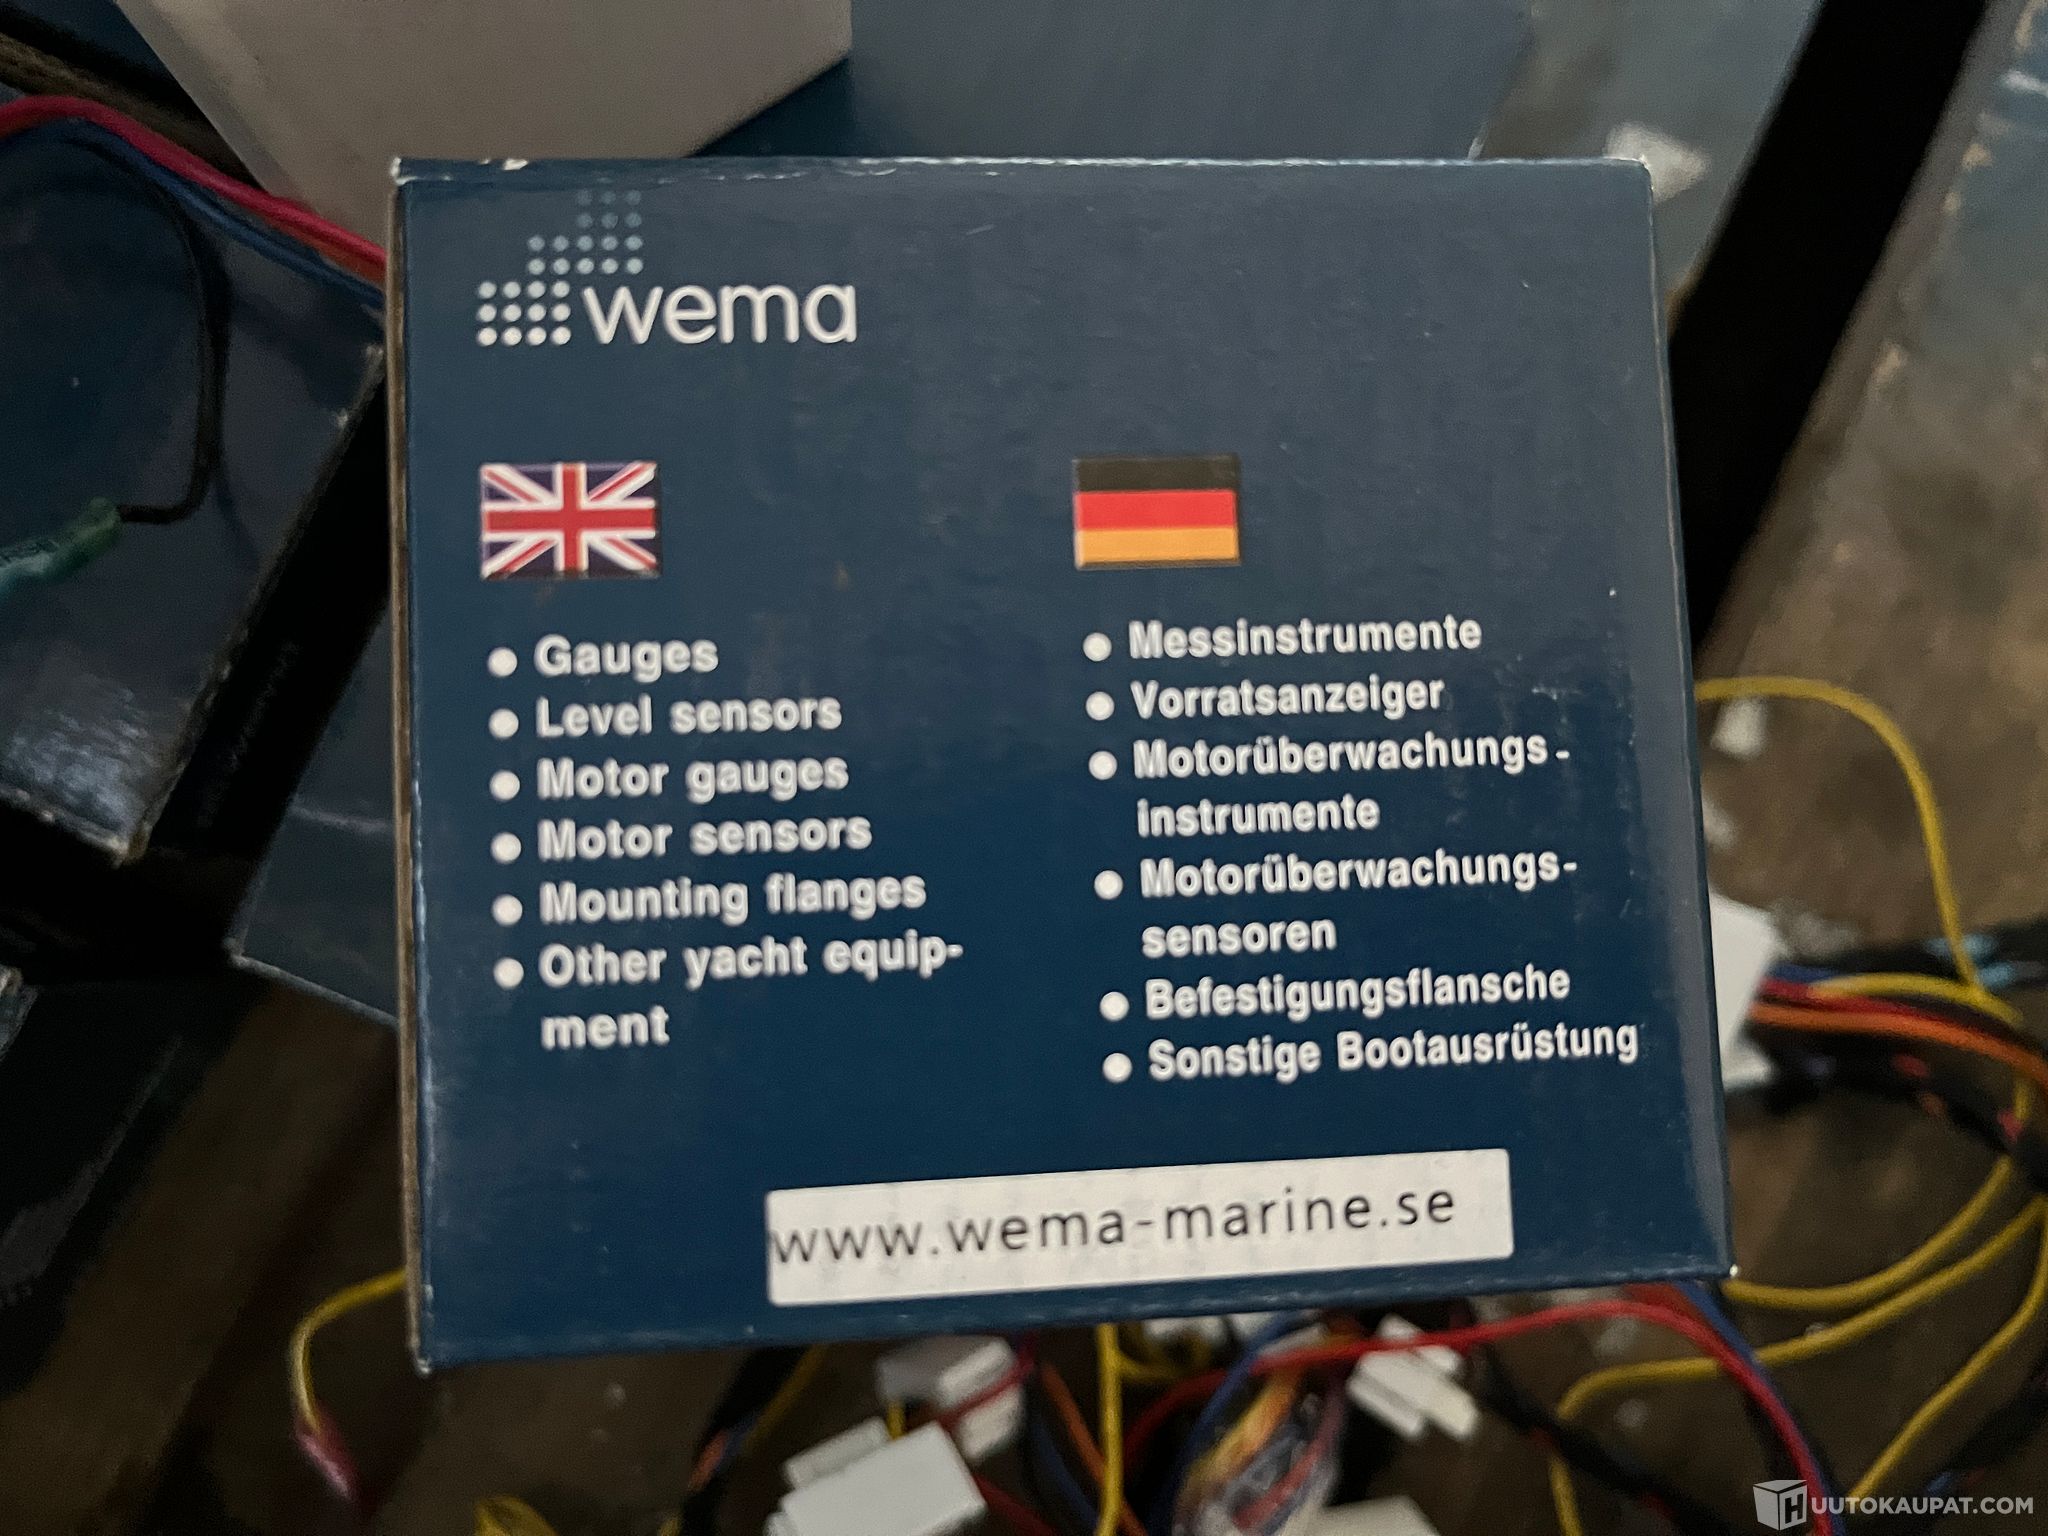 wema
● Gauges
● Level sensors
● Motor gauges
● Motor sensors
● Mounting flanges
● Other yacht equip-
ment
● Messinstrumente
● Vorratsanzeiger
● Motorüberwachungs-
instrumente
● Motorüberwachungs-
sensoren
● Befestigungsflansche
● Sonstige Bootausrüstung
www.wema-marine.se
HUUTOKAUPAT.COM